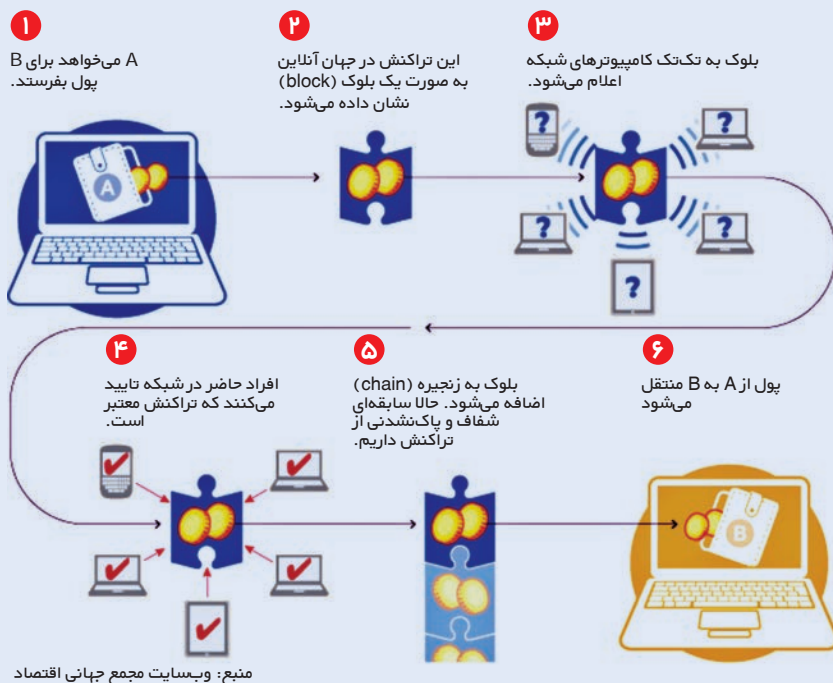 ۱
A می‌خواهد برای B
پول بفرستد.
۲
این تراکنش در جهان آنلاین
به صورت یک بلوک (block)
نشان داده می‌شود.
۳
بلوک به تک‌تک کامپیوترهای شبکه
اعلام می‌شود.
A
?
?
?
?
?
۴
افراد حاضر در شبکه تایید
می‌کنند که تراکنش معتبر
است.
۵
بلوک به زنجیره (chain)
اضافه می‌شود. حالا سابقه‌ای
شفاف و پاک‌نشدنی از
تراکنش داریم.
۶
پول از A به B منتقل
می‌شود
B
منبع: وب‌سایت مجمع جهانی اقتصاد